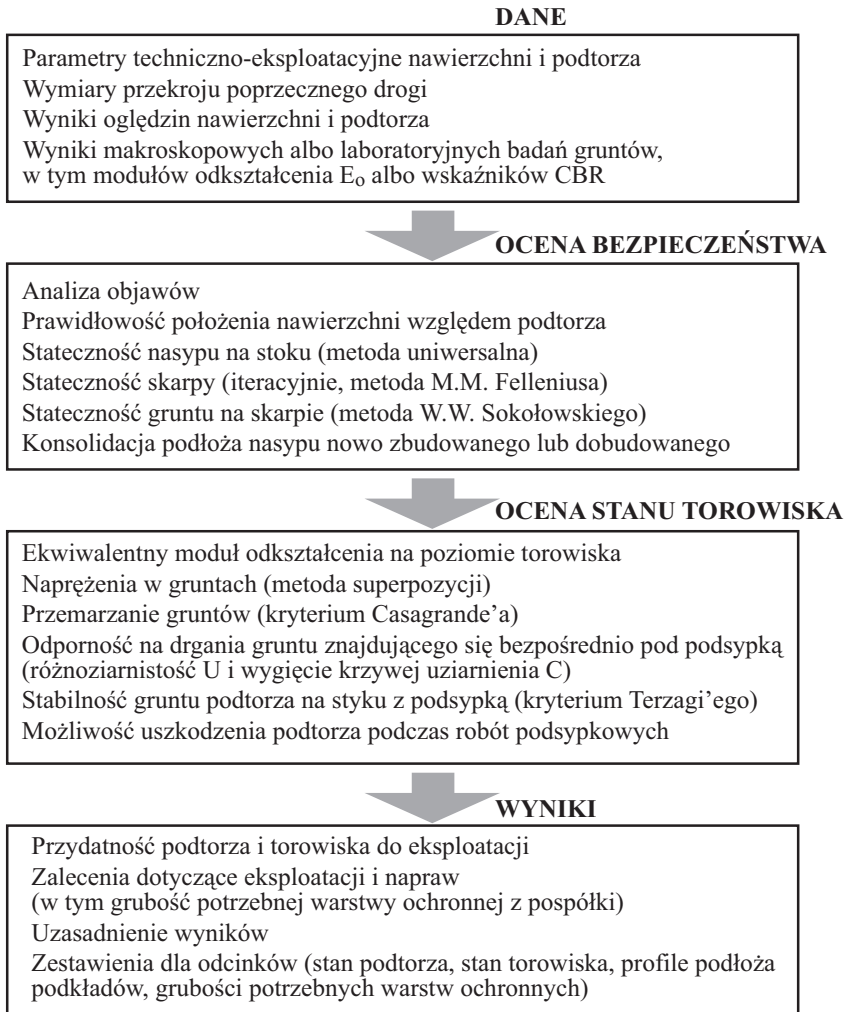 DANE
Parametry techniczno-eksploatacyjne nawierzchni i podtorza
Wymiary przekroju poprzecznego drogi
Wyniki oględzin nawierzchni i podtorza
Wyniki makroskopowych albo laboratoryjnych badań gruntów,
w tym modułów odkształcenia Eo albo wskaźników CBR
OCENA BEZPIECZEŃSTWA
Analiza objawów
Prawidłowość położenia nawierzchni względem podtorza
Stateczność nasypu na stoku (metoda uniwersalna)
Stateczność skarpy (iteracyjnie, metoda M.M. Felleniusa)
Stateczność gruntu na skarpie (metoda W.W. Sokołowskiego)
Konsolidacja podłoża nasypu nowo zbudowanego lub dobudowanego
OCENA STANU TOROWISKA
Ekwiwalentny moduł odkształcenia na poziomie torowiska
Naprężenia w gruntach (metoda superpozycji)
Przemarzanie gruntów (kryterium Casagrande’a)
Odporność na drgania gruntu znajdującego się bezpośrednio pod podsypką
(różnoziarnistość U i wygięcie krzywej uziarnienia C)
Stabilność gruntu podtorza na styku z podsypką (kryterium Terzagi’ego)
Możliwość uszkodzenia podtorza podczas robót podsypkowych
WYNIKI
Przydatność podtorza i torowiska do eksploatacji
Zalecenia dotyczące eksploatacji i napraw
(w tym grubość potrzebnej warstwy ochronnej z pospółki)
Uzasadnienie wyników
Zestawienia dla odcinków (stan podtorza, stan torowiska, profile podłoża
podkładów, grubości potrzebnych warstw ochronnych)